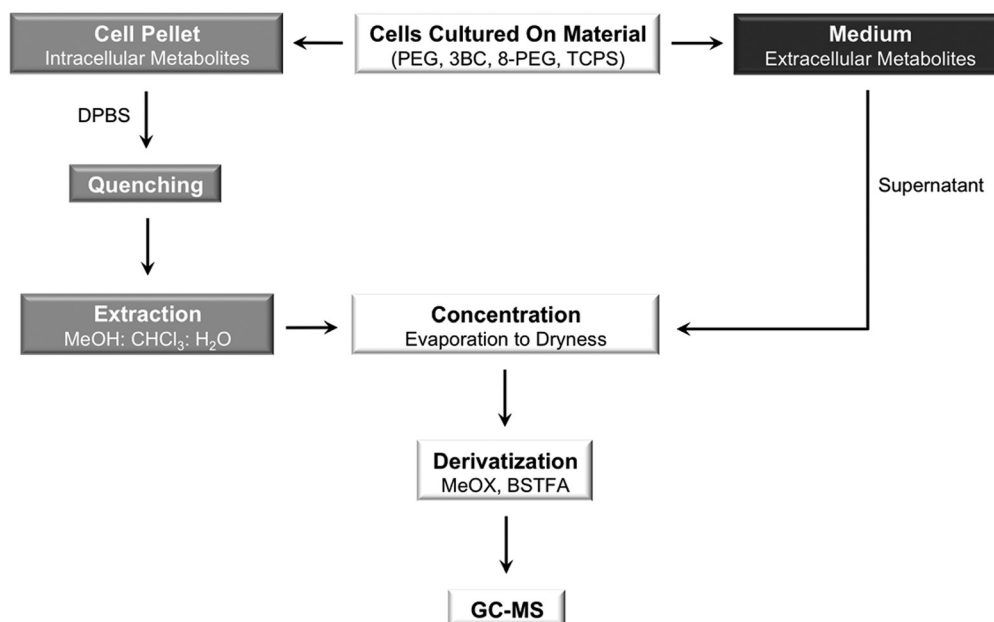 Cell Pellet
Intracellular Metabolites
Cells Cultured On Material
(PEG, 3BC, 8-PEG, TCPS)
Medium
Extracellular Metabolites
DPBS
Quenching
Supernatant
Extraction
MeOH: CHCl₃: H₂O
Concentration
Evaporation to Dryness
Derivatization
MeOX, BSTFA
GC-MS